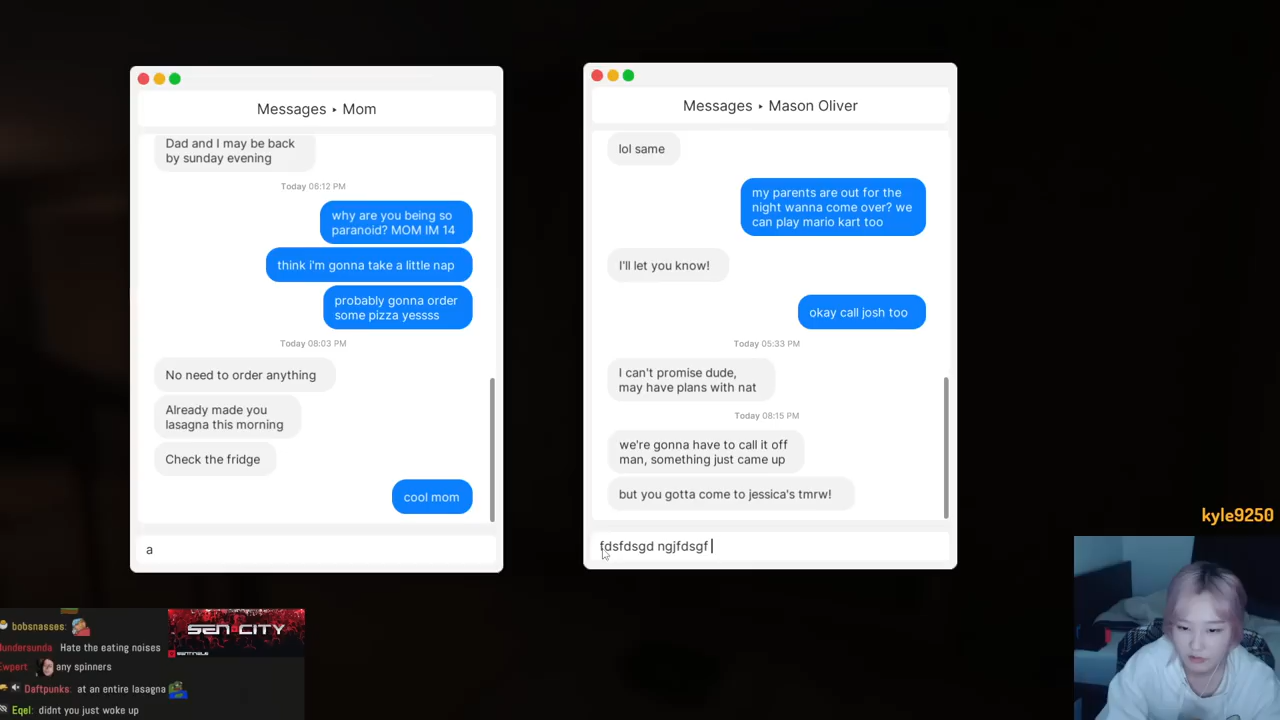 Messages ▸ Mom
Dad and I may be back
by sunday evening
Today 08:12 PM
why are you being so
paranoid? MOM IM 14
think i'm gonna take a little nap
probably gonna order
some pizza yessss
Today 08:03 PM
No need to order anything
Already made you
lasagna this morning
Check the fridge
cool mom
a
Messages ▸ Mason Oliver
lol same
my parents are out for the
night wanna come over? we
can play mario kart too
I'll let you know!
okay call josh too
Today 05:33 PM
I can't promise dude,
may have plans with nat
Today 08:15 PM
we're gonna have to call it off
man, something just came up
but you gotta come to jessica's tmrw!
fdsfdsgd ngjfdsgf
kyle9250
bobsnasses:
Hate the eating noises
any spinners
Daftpunks: at an entire lasagna
Eqel: didnt you just woke up
SEN CITY